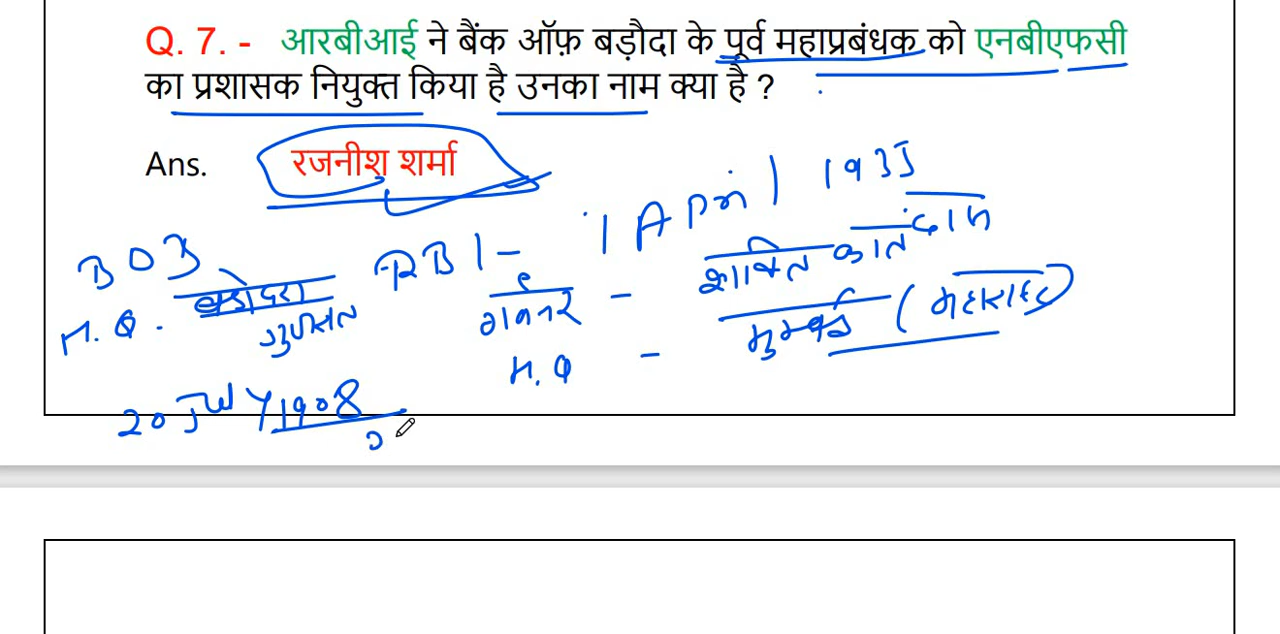 Q. 7. - आरबीआई ने बैंक ऑफ़ बड़ौदा के पूर्व महाप्रबंधक को एनबीएफसी
का प्रशासक नियुक्त किया है उनका नाम क्या है ?
Ans. रजनीश शर्मा
RBI - 1 April 1935
BOB
H.Q. वडोदरा
गुजरात
गवर्नर - शक्तिकांत दास
H.Q - मुम्बई (महाराष्ट्र)
20 July 1908